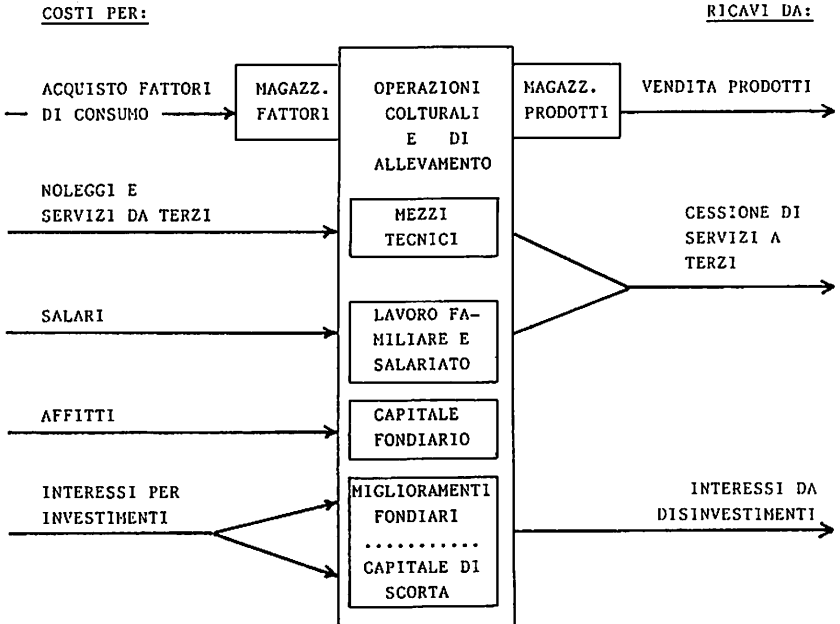 COSTI PER:
RICAVI DA:
ACQUISTO FATTORI
DI CONSUMO
MAGAZZ.
FATTORI
OPERAZIONI
COLTURALI
E DI
ALLEVAMENTO
MAGAZZ.
PRODOTTI
VENDITA PRODOTTI
NOLEGGI E
SERVIZI DA TERZI
MEZZI
TECNICI
CESSIONE DI
SERVIZI A
TERZI
SALARI
LAVORO FA-
MILIARE E
SALARIATO
AFFITTI
CAPITALE
FONDIARIO
INTERESSI PER
INVESTIMENTI
MIGLIORAMENTI
FONDIARI
...........
CAPITALE DI
SCORTA
INTERESSI DA
DISINVESTIMENTI